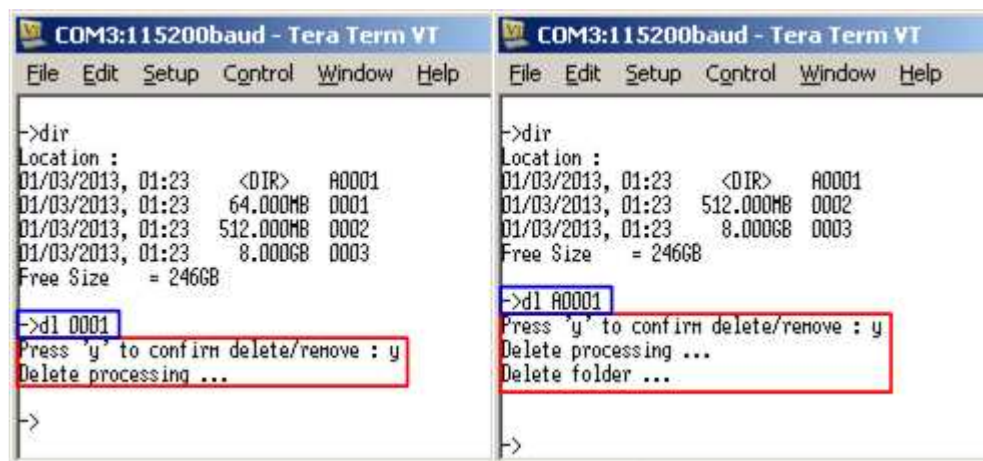 COM3:115200baud - Tera Term VT
File Edit Setup Control Window Help
->dir
Location :
01/03/2013, 01:23 <DIR> A0001
01/03/2013, 01:23 64.000MB 0001
01/03/2013, 01:23 512.000MB 0002
01/03/2013, 01:23 8.000GB 0003
Free Size = 246GB
->dl 0001
Press 'y' to confirm delete/remove : y
Delete processing ...
->
COM3:115200baud - Tera Term VT
File Edit Setup Control Window Help
->dir
Location :
01/03/2013, 01:23 <DIR> A0001
01/03/2013, 01:23 512.000MB 0002
01/03/2013, 01:23 8.000GB 0003
Free Size = 246GB
->dl A0001
Press 'y' to confirm delete/remove : y
Delete processing ...
Delete folder ...
->